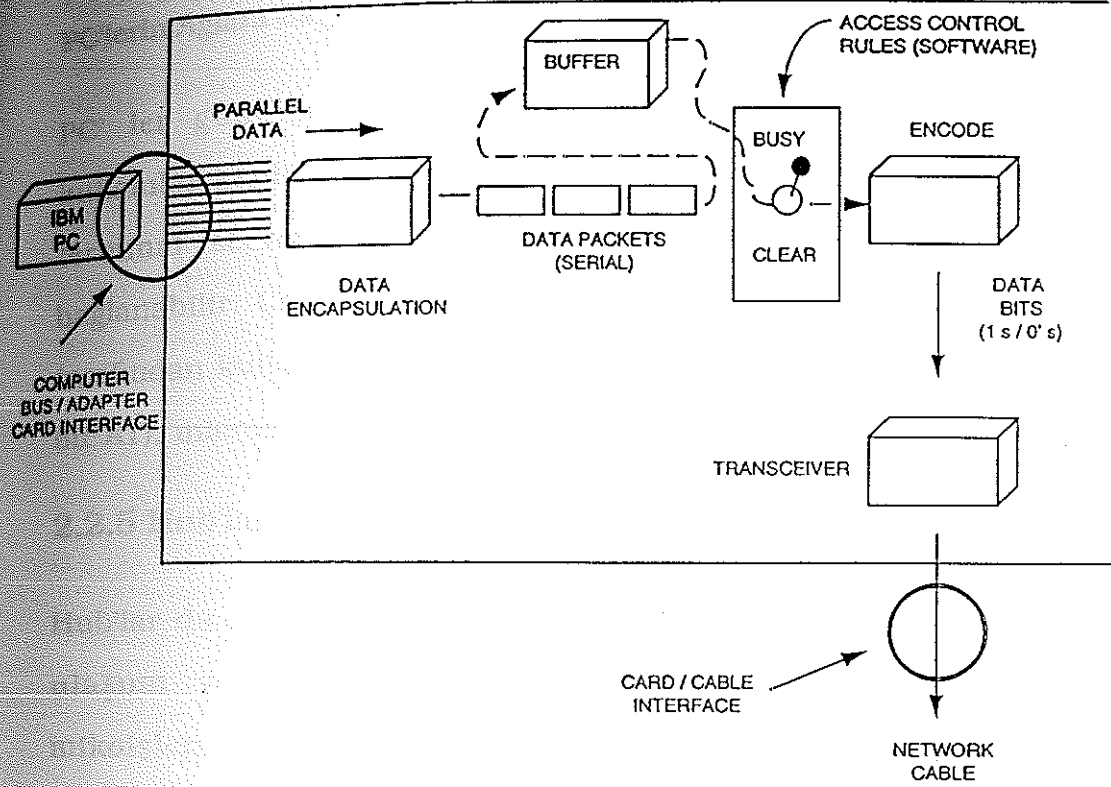 ACCESS CONTROL
RULES (SOFTWARE)
BUFFER
PARALLEL
DATA
BUSY
ENCODE
IBM
PC
DATA PACKETS
(SERIAL)
CLEAR
DATA
ENCAPSULATION
DATA
BITS
(1 s / 0' s)
COMPUTER
BUS / ADAPTER
CARD INTERFACE
TRANSCEIVER
CARD / CABLE
INTERFACE
NETWORK
CABLE